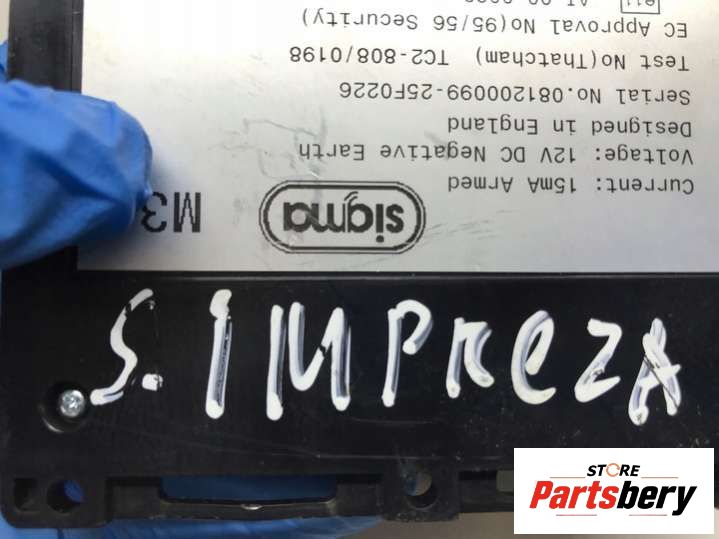 EC Approval No(95/56 Security)
Test No(Thatcham) TC2-808/0198
Serial No.081200099-25F0226
Designed in England
Voltage: 12V DC Negative Earth
Current: 15mA Armed
sigma
M3
S.IMPREZA
STORE
Partsbery